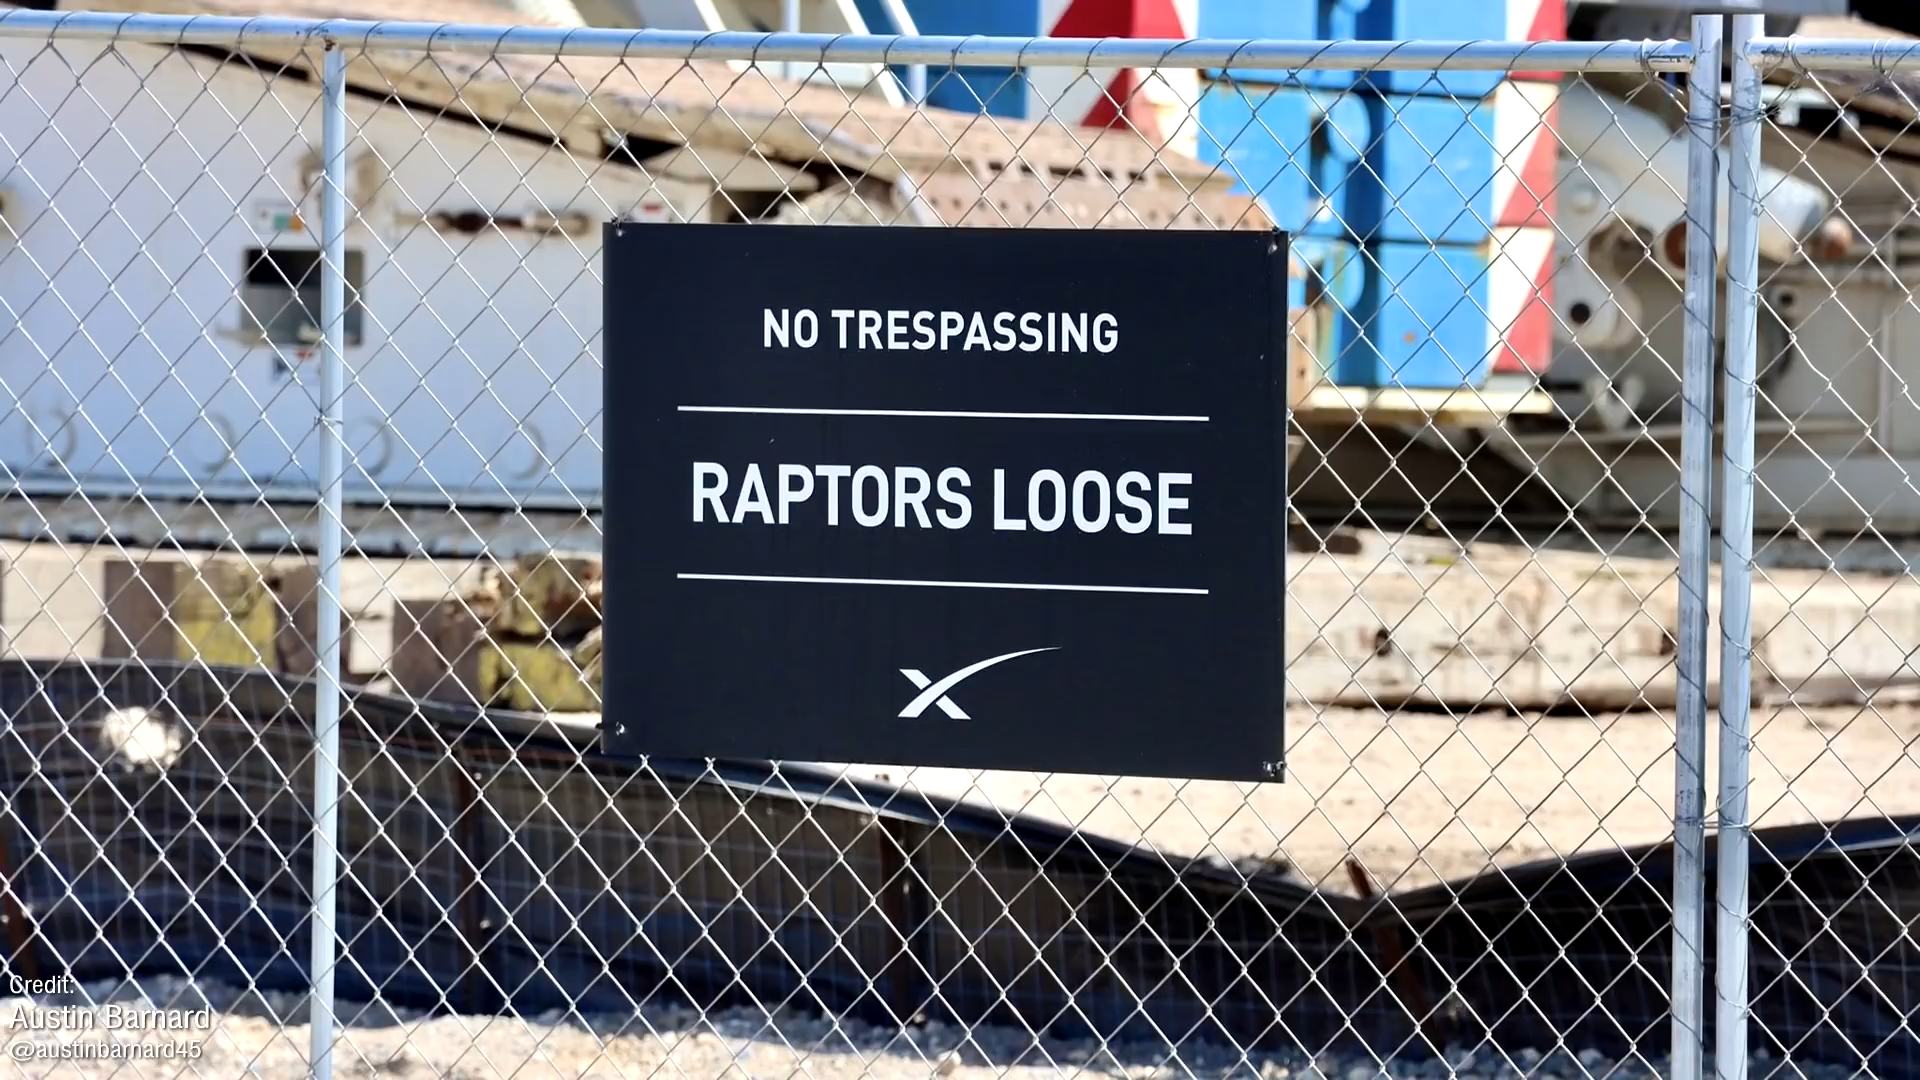 NO TRESPASSING
RAPTORS LOOSE
X
Credit:
Austin Barnard
@austinbarnard45